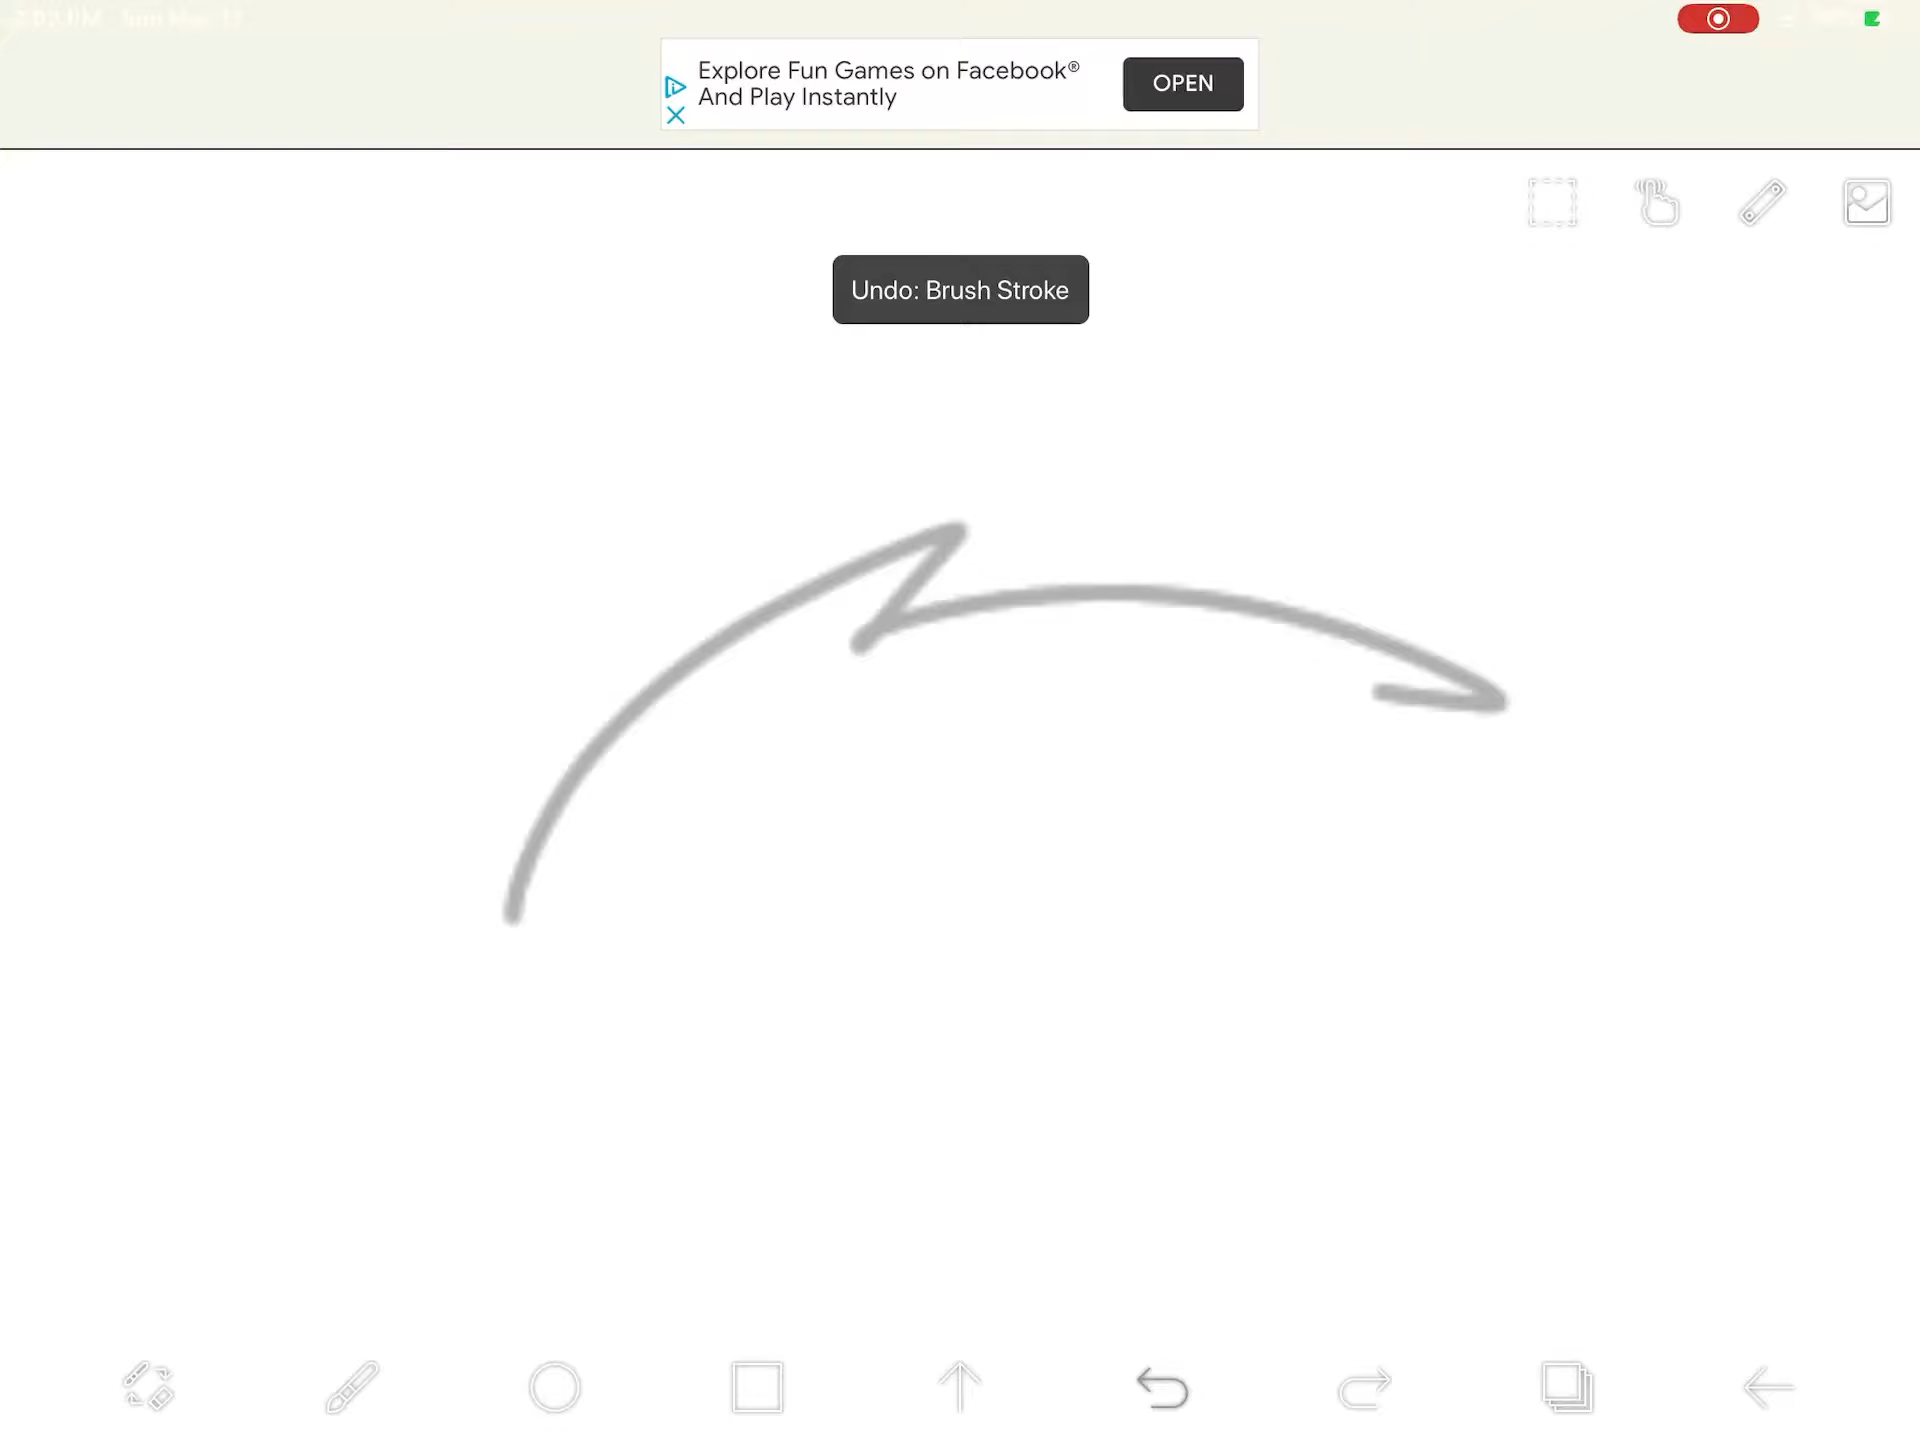 Explore Fun Games on Facebook®
And Play Instantly
OPEN
Undo: Brush Stroke